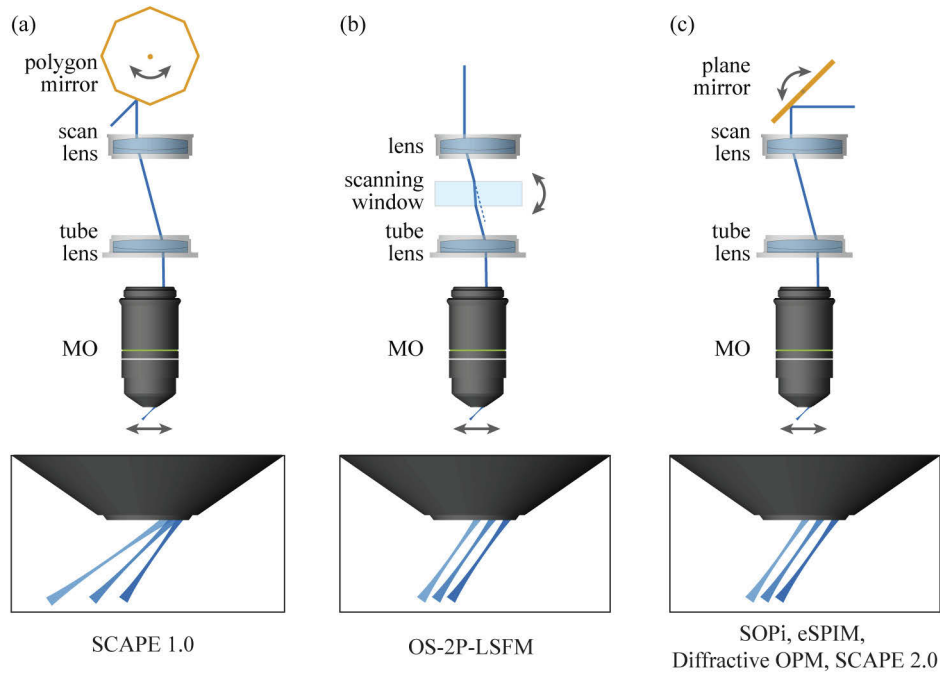 (a)
polygon
mirror
scan
lens
tube
lens
MO
SCAPE 1.0
(b)
lens
scanning
window
tube
lens
MO
OS-2P-LSFM
(c)
plane
mirror
scan
lens
tube
lens
MO
SOPi, eSPIM,
Diffractive OPM, SCAPE 2.0